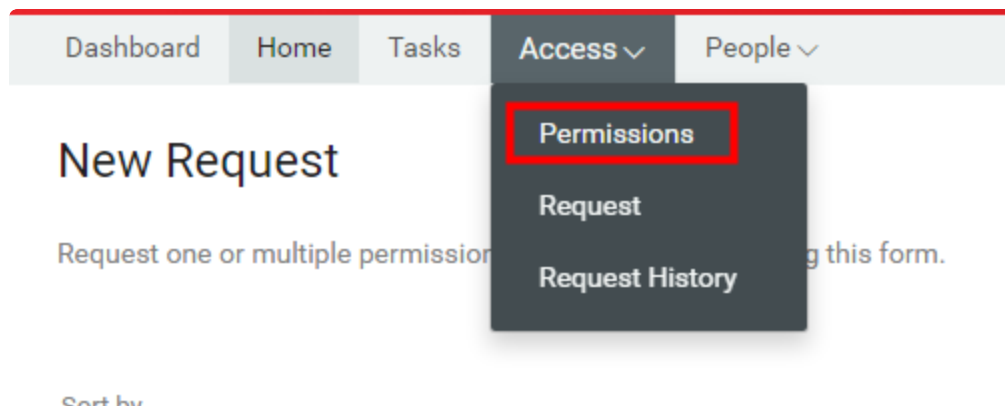 Dashboard Home Tasks Access People
Permissions
New Request
Request
Request one or multiple permission g this form.
Request History
Sort by